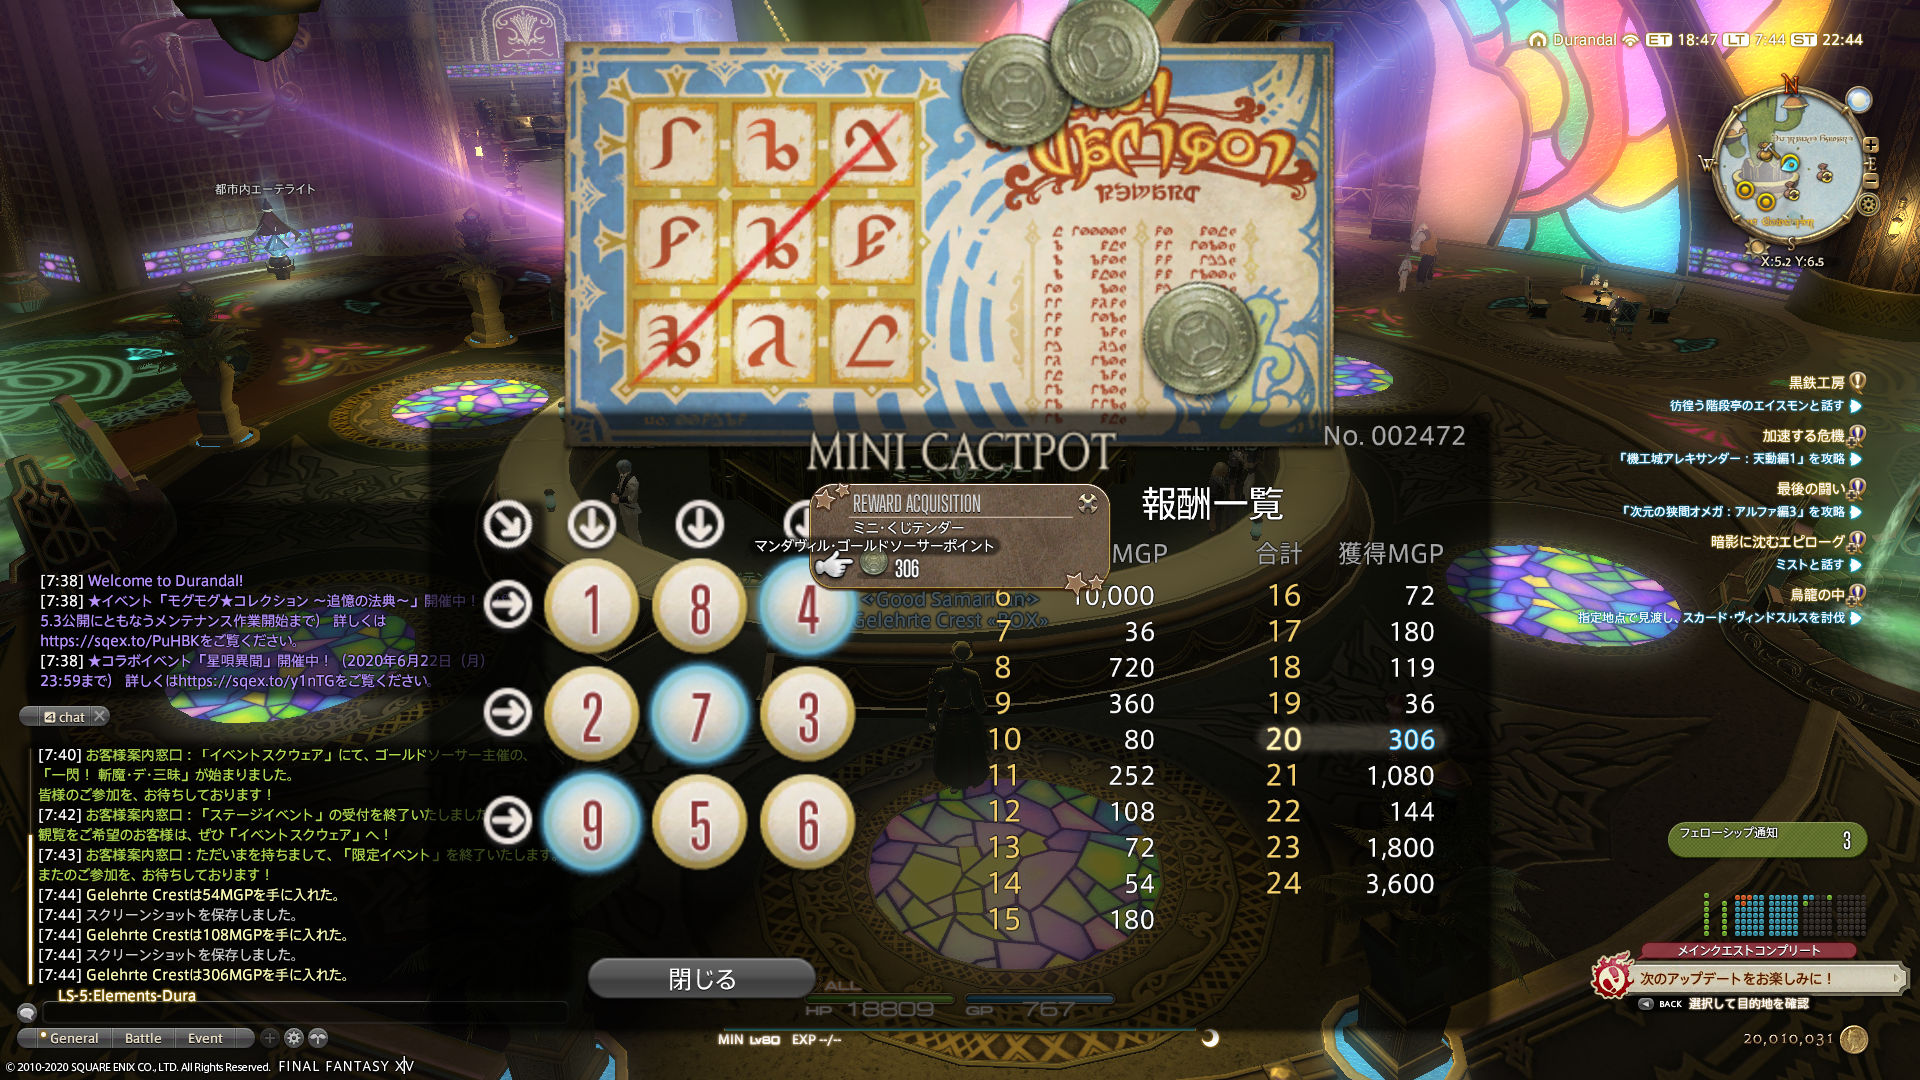 Durandal ET 18:47 LT 7:44 ST 22:44
N
W
E
S
X:5.2 Y:6.5
都市内エーテライト
No. 002472
MINI CACTPOT
REWARD ACQUISITION
ミニ・くじテンダー
マンダヴィル・ゴールドソーサーポイント
306
報酬一覧
MGP 合計 獲得MGP
6 10,000 16 72
7 36 17 180
8 720 18 119
9 360 19 36
10 80 20 306
11 252 21 1,080
12 108 22 144
13 72 23 1,800
14 54 24 3,600
15 180
1 8 4
2 7 3
9 5 6
<<Good Samaritan>>
Gelehrte Crest «FOX»
閉じる
ALL
HP 18809 GP 767
MIN Lv80 EXP --/--
[7:38] Welcome to Durandal!
[7:38] ★イベント「モグモグ★コレクション ～追憶の法典～」開催中！
5.3公開にともなうメンテナンス作業開始まで) 詳しくは
https://sqex.to/PuHBKをご覧ください。
[7:38] ★コラボイベント「星唄異聞」開催中！ (2020年6月22日（月）
23:59まで) 詳しくはhttps://sqex.to/y1nTGをご覧ください。
4 chat
[7:40] お客様案内窓口：「イベントスクウェア」にて、ゴールドソーサー主催の、
「一閃！ 斬魔・デ・三昧」が始まりました。
皆様のご参加を、お待ちしております！
[7:42] お客様案内窓口：「ステージイベント」の受付を終了いたしました
観覧をご希望のお客様は、ぜひ「イベントスクウェア」へ！
[7:43] お客様案内窓口：ただいまを持ちまして、「限定イベント」を終了いたします。
またのご参加を、お待ちしております！
[7:44] Gelehrte Crestは54MGPを手に入れた。
[7:44] スクリーンショットを保存しました。
[7:44] Gelehrte Crestは108MGPを手に入れた。
[7:44] スクリーンショットを保存しました。
[7:44] Gelehrte Crestは306MGPを手に入れた。
LS-5:Elements-Dura
General Battle Event
© 2010-2020 SQUARE ENIX CO., LTD. All Rights Reserved. FINAL FANTASY XIV
黒鉄工房
彷徨う階段亭のエイスモンと話す
加速する危機
「機工城アレキサンダー：天動編1」を攻略
最後の闘い
「次元の狭間オメガ：アルファ編3」を攻略
暗影に沈むエピローグ
ミストと話す
鳥籠の中
指定地点で見渡し、スカード・ヴィンドスルスを討伐
フェローシップ通知
3
メインクエストコンプリート
次のアップデートをお楽しみに！
BACK 選択して目的地を確認
20,010,031